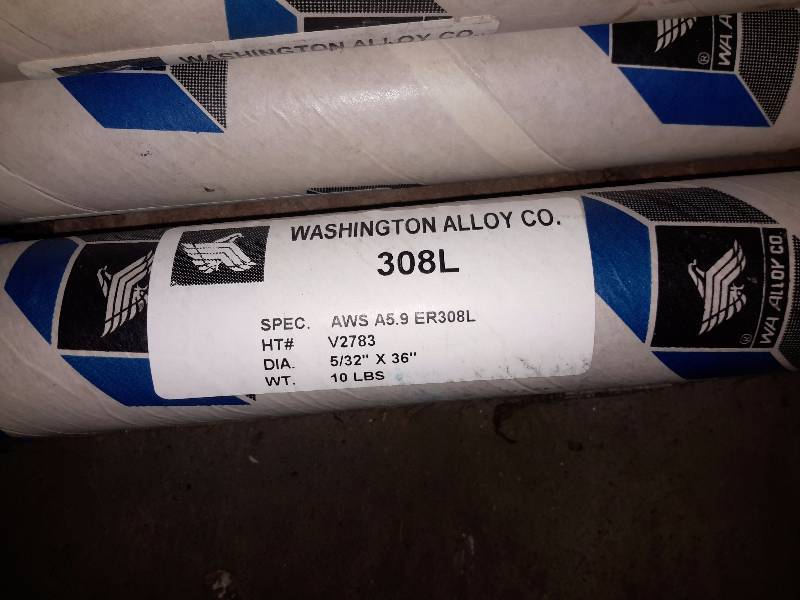 WASHINGTON ALLOY CO.
WA A
®
WASHINGTON ALLOY CO.
308L
SPEC. AWS A5.9 ER308L
HT# V2783
DIA. 5/32" X 36"
WT. 10 LBS
WA ALLOY CO.
®